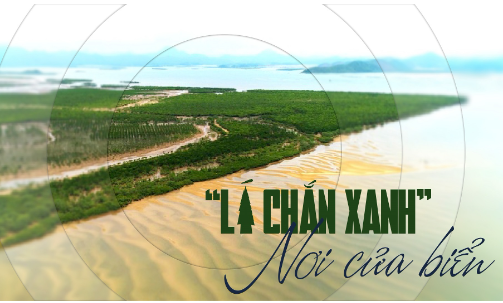 “LÁ CHẮN XANH”
Nơi cửa biển